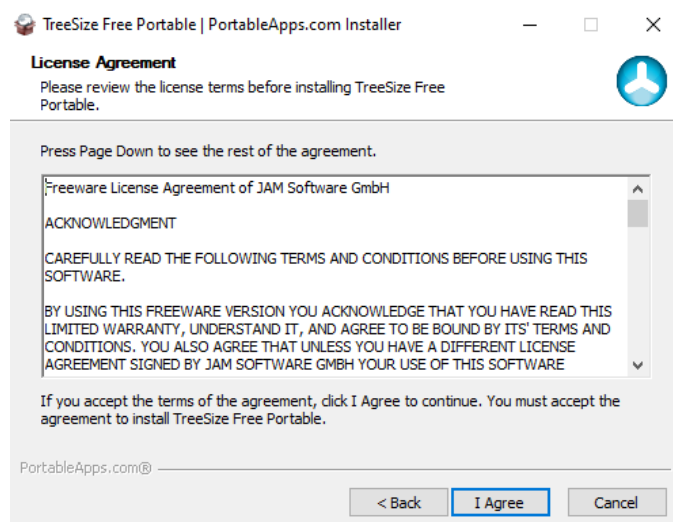 TreeSize Free Portable | PortableApps.com Installer
License Agreement
Please review the license terms before installing TreeSize Free
Portable.
Press Page Down to see the rest of the agreement.
Freeware License Agreement of JAM Software GmbH
ACKNOWLEDGMENT
CAREFULLY READ THE FOLLOWING TERMS AND CONDITIONS BEFORE USING THIS
SOFTWARE.
BY USING THIS FREEWARE VERSION YOU ACKNOWLEDGE THAT YOU HAVE READ THIS
LIMITED WARRANTY, UNDERSTAND IT, AND AGREE TO BE BOUND BY ITS' TERMS AND
CONDITIONS. YOU ALSO AGREE THAT UNLESS YOU HAVE A DIFFERENT LICENSE
AGREEMENT SIGNED BY JAM SOFTWARE GMBH YOUR USE OF THIS SOFTWARE
If you accept the terms of the agreement, click I Agree to continue. You must accept the
agreement to install TreeSize Free Portable.
PortableApps.com®
< Back
I Agree
Cancel